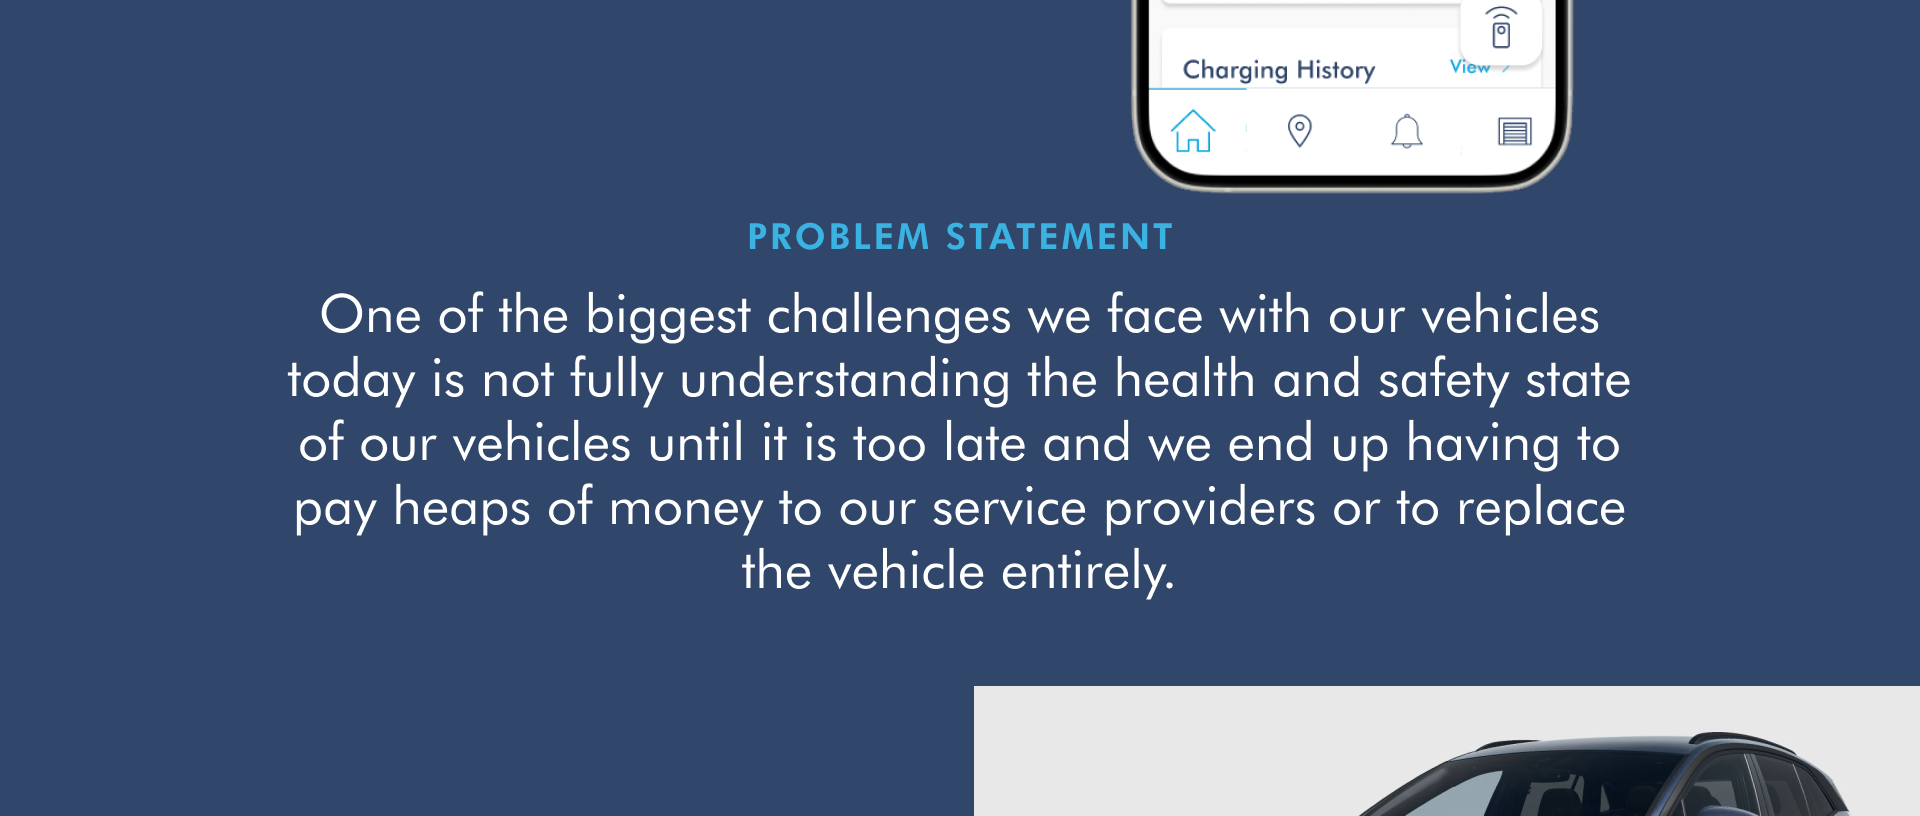 Charging History
View
PROBLEM STATEMENT
One of the biggest challenges we face with our vehicles
today is not fully understanding the health and safety state
of our vehicles until it is too late and we end up having to
pay heaps of money to our service providers or to replace
the vehicle entirely.